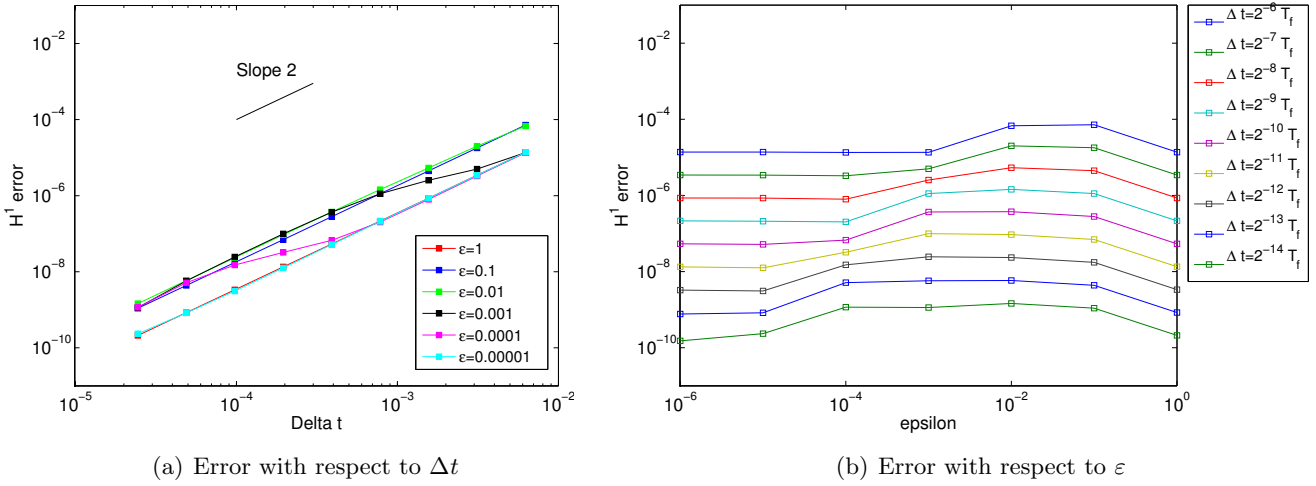 10⁻²
10⁻⁴
10⁻⁶
10⁻⁸
10⁻¹⁰
H¹ error
Slope 2
ε=1
ε=0.1
ε=0.01
ε=0.001
ε=0.0001
ε=0.00001
10⁻⁵
10⁻⁴
10⁻³
10⁻²
Delta t
(a) Error with respect to Δt
10⁻²
10⁻⁴
10⁻⁶
10⁻⁸
10⁻¹⁰
H¹ error
10⁻⁶
10⁻⁴
10⁻²
10⁰
epsilon
Δ t=2⁻⁶ T_f
Δ t=2⁻⁷ T_f
Δ t=2⁻⁸ T_f
Δ t=2⁻⁹ T_f
Δ t=2⁻¹⁰ T_f
Δ t=2⁻¹¹ T_f
Δ t=2⁻¹² T_f
Δ t=2⁻¹³ T_f
Δ t=2⁻¹⁴ T_f
(b) Error with respect to ε